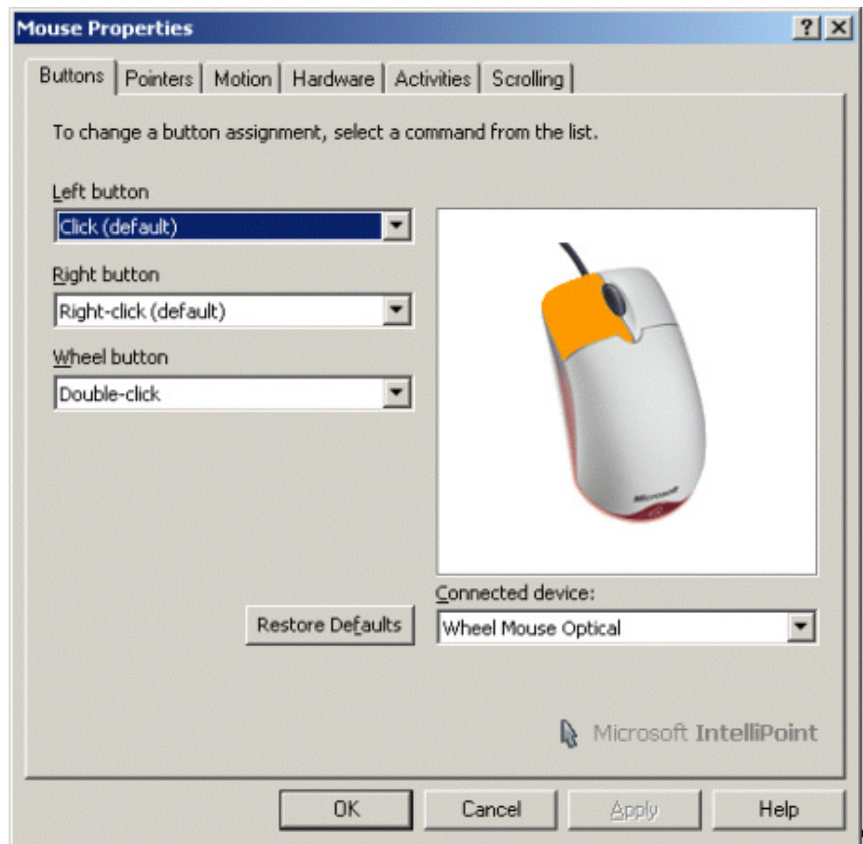 Mouse Properties
Buttons Pointers Motion Hardware Activities Scrolling
To change a button assignment, select a command from the list.
Left button
Click (default)
Right button
Right-click (default)
Wheel button
Double-click
Microsoft
Connected device:
Restore Defaults Wheel Mouse Optical
Microsoft IntelliPoint
OK Cancel Apply Help